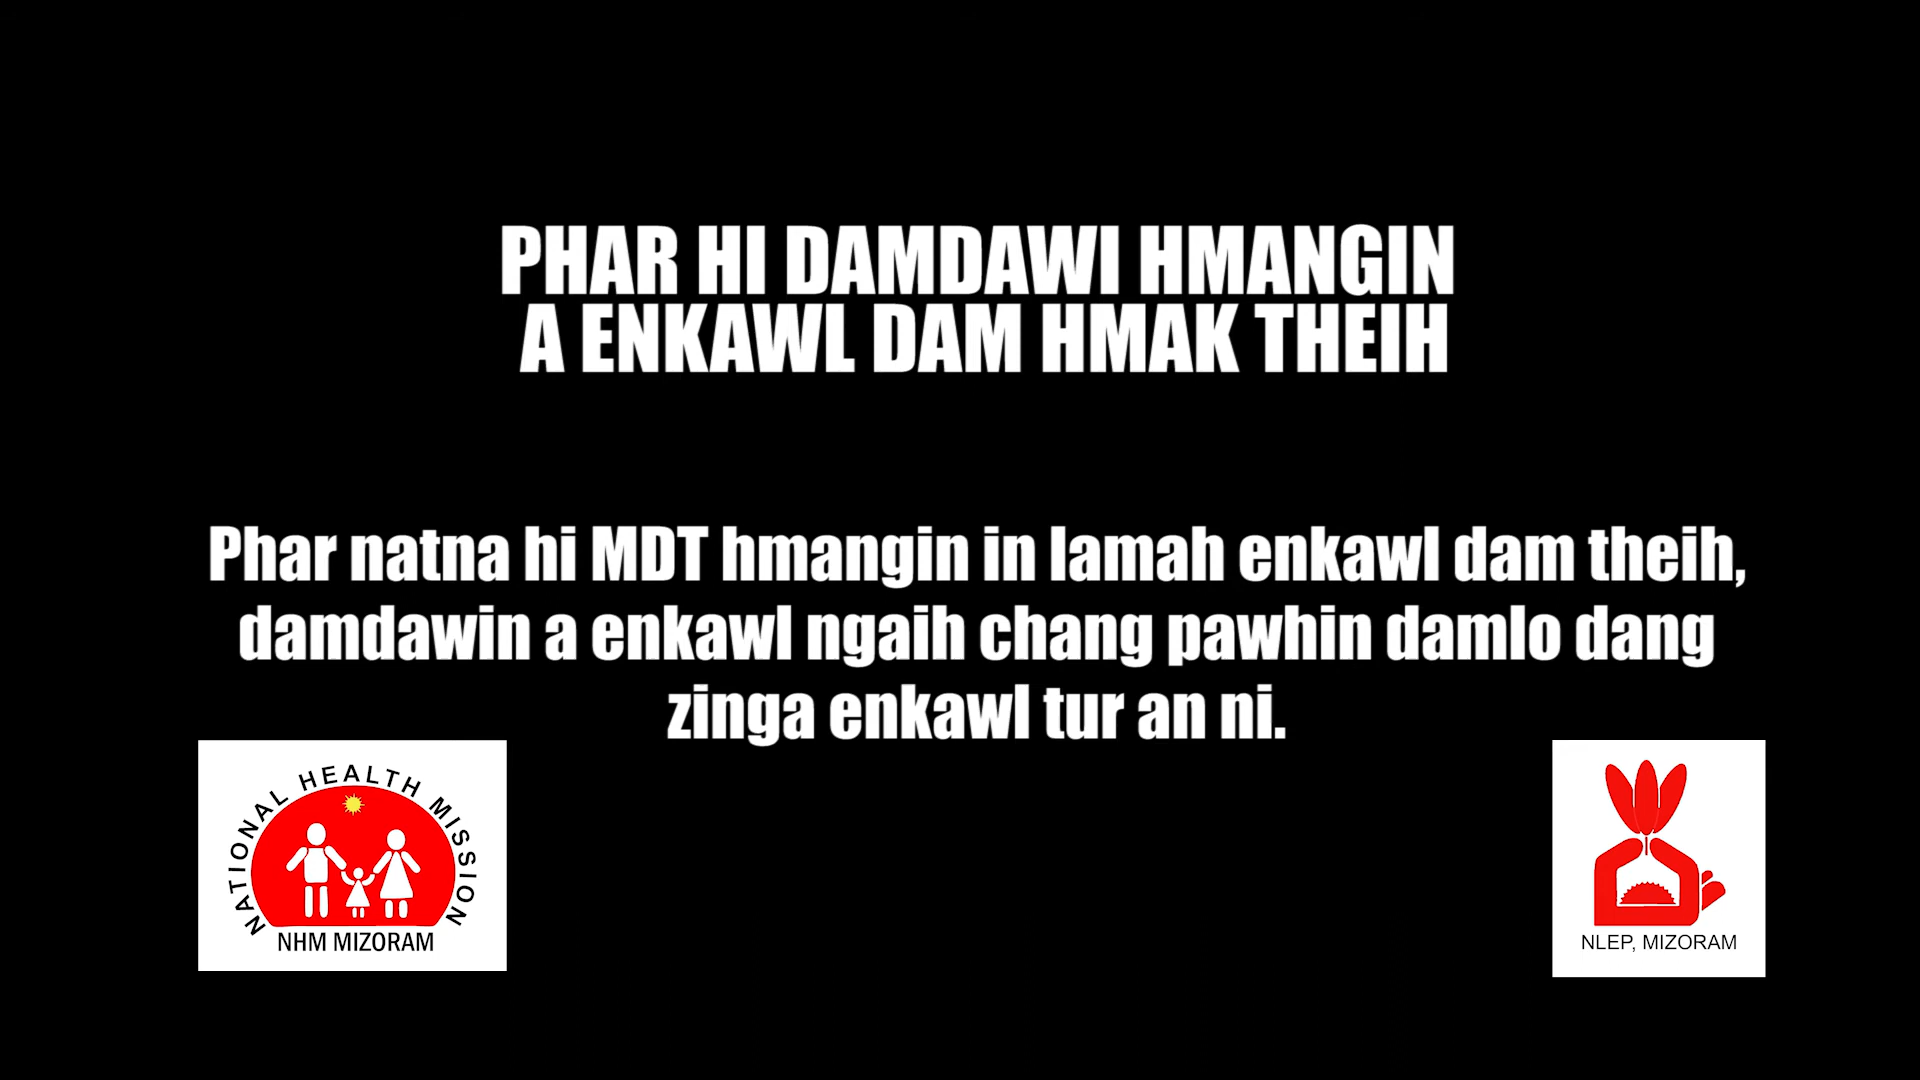 PHAR HI DAMDAWI HMANGIN
A ENKAWL DAM HMAK THEIH
Phar natna hi MDT hmangin in lamah enkawl dam theih,
damdawin a enkawl ngaih chang pawhin damlo dang
zinga enkawl tur an ni.
NATIONAL HEALTH MISSION
NHM MIZORAM
NLEP, MIZORAM